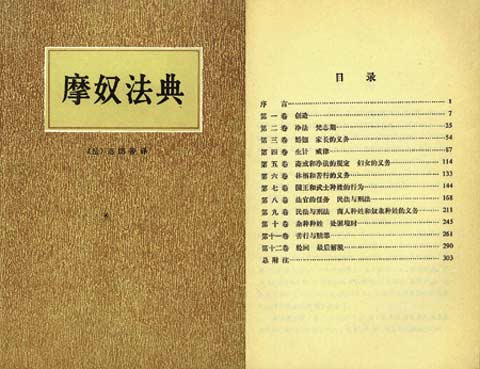 摩奴法典
〔法〕迭朗善 译
目 录
序 言 1
第 一 卷 创造 7
第 二 卷 净法 梵志期 25
第 三 卷 婚姻 家长的义务 54
第 四 卷 生计 戒律 87
第 五 卷 斋戒和净法的规定 妇女的义务 114
第 六 卷 林栖和苦行的义务 133
第 七 卷 国王和武士种姓的行为 144
第 八 卷 法官的任务 民法与刑法 168
第 九 卷 民法与刑法 商人种姓和奴隶种姓的义务 211
第 十 卷 杂种种姓 处困境时 245
第十一卷 苦行与赎罪 261
第十二卷 轮回 最后解脱 290
总 附 注 303